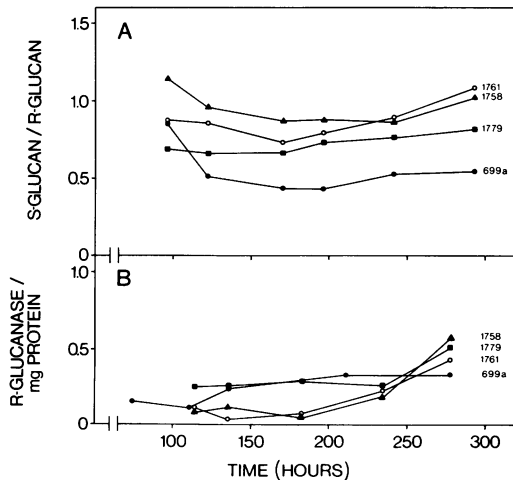 1.5
A
1.0
0.5
0
S-GLUCAN / R-GLUCAN
1761
1758
1779
699a
B
1.0
0.5
0
R-GLUCANASE /
mg PROTEIN
1758
1779
1761
699a
100 150 200 250 300
TIME (HOURS)